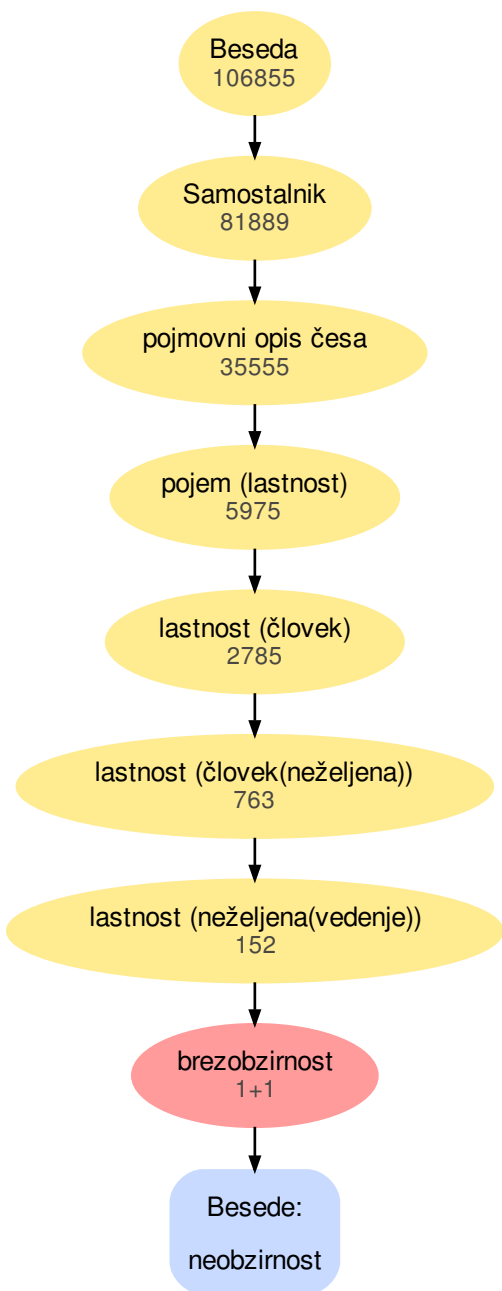 Beseda
106855
Samostalnik
81889
pojmovni opis česa
35555
pojem (lastnost)
5975
lastnost (človek)
2785
lastnost (človek(neželjena))
763
lastnost (neželjena(vedenje))
152
brezobzirnost
1+1
Besede:
neobzirnost